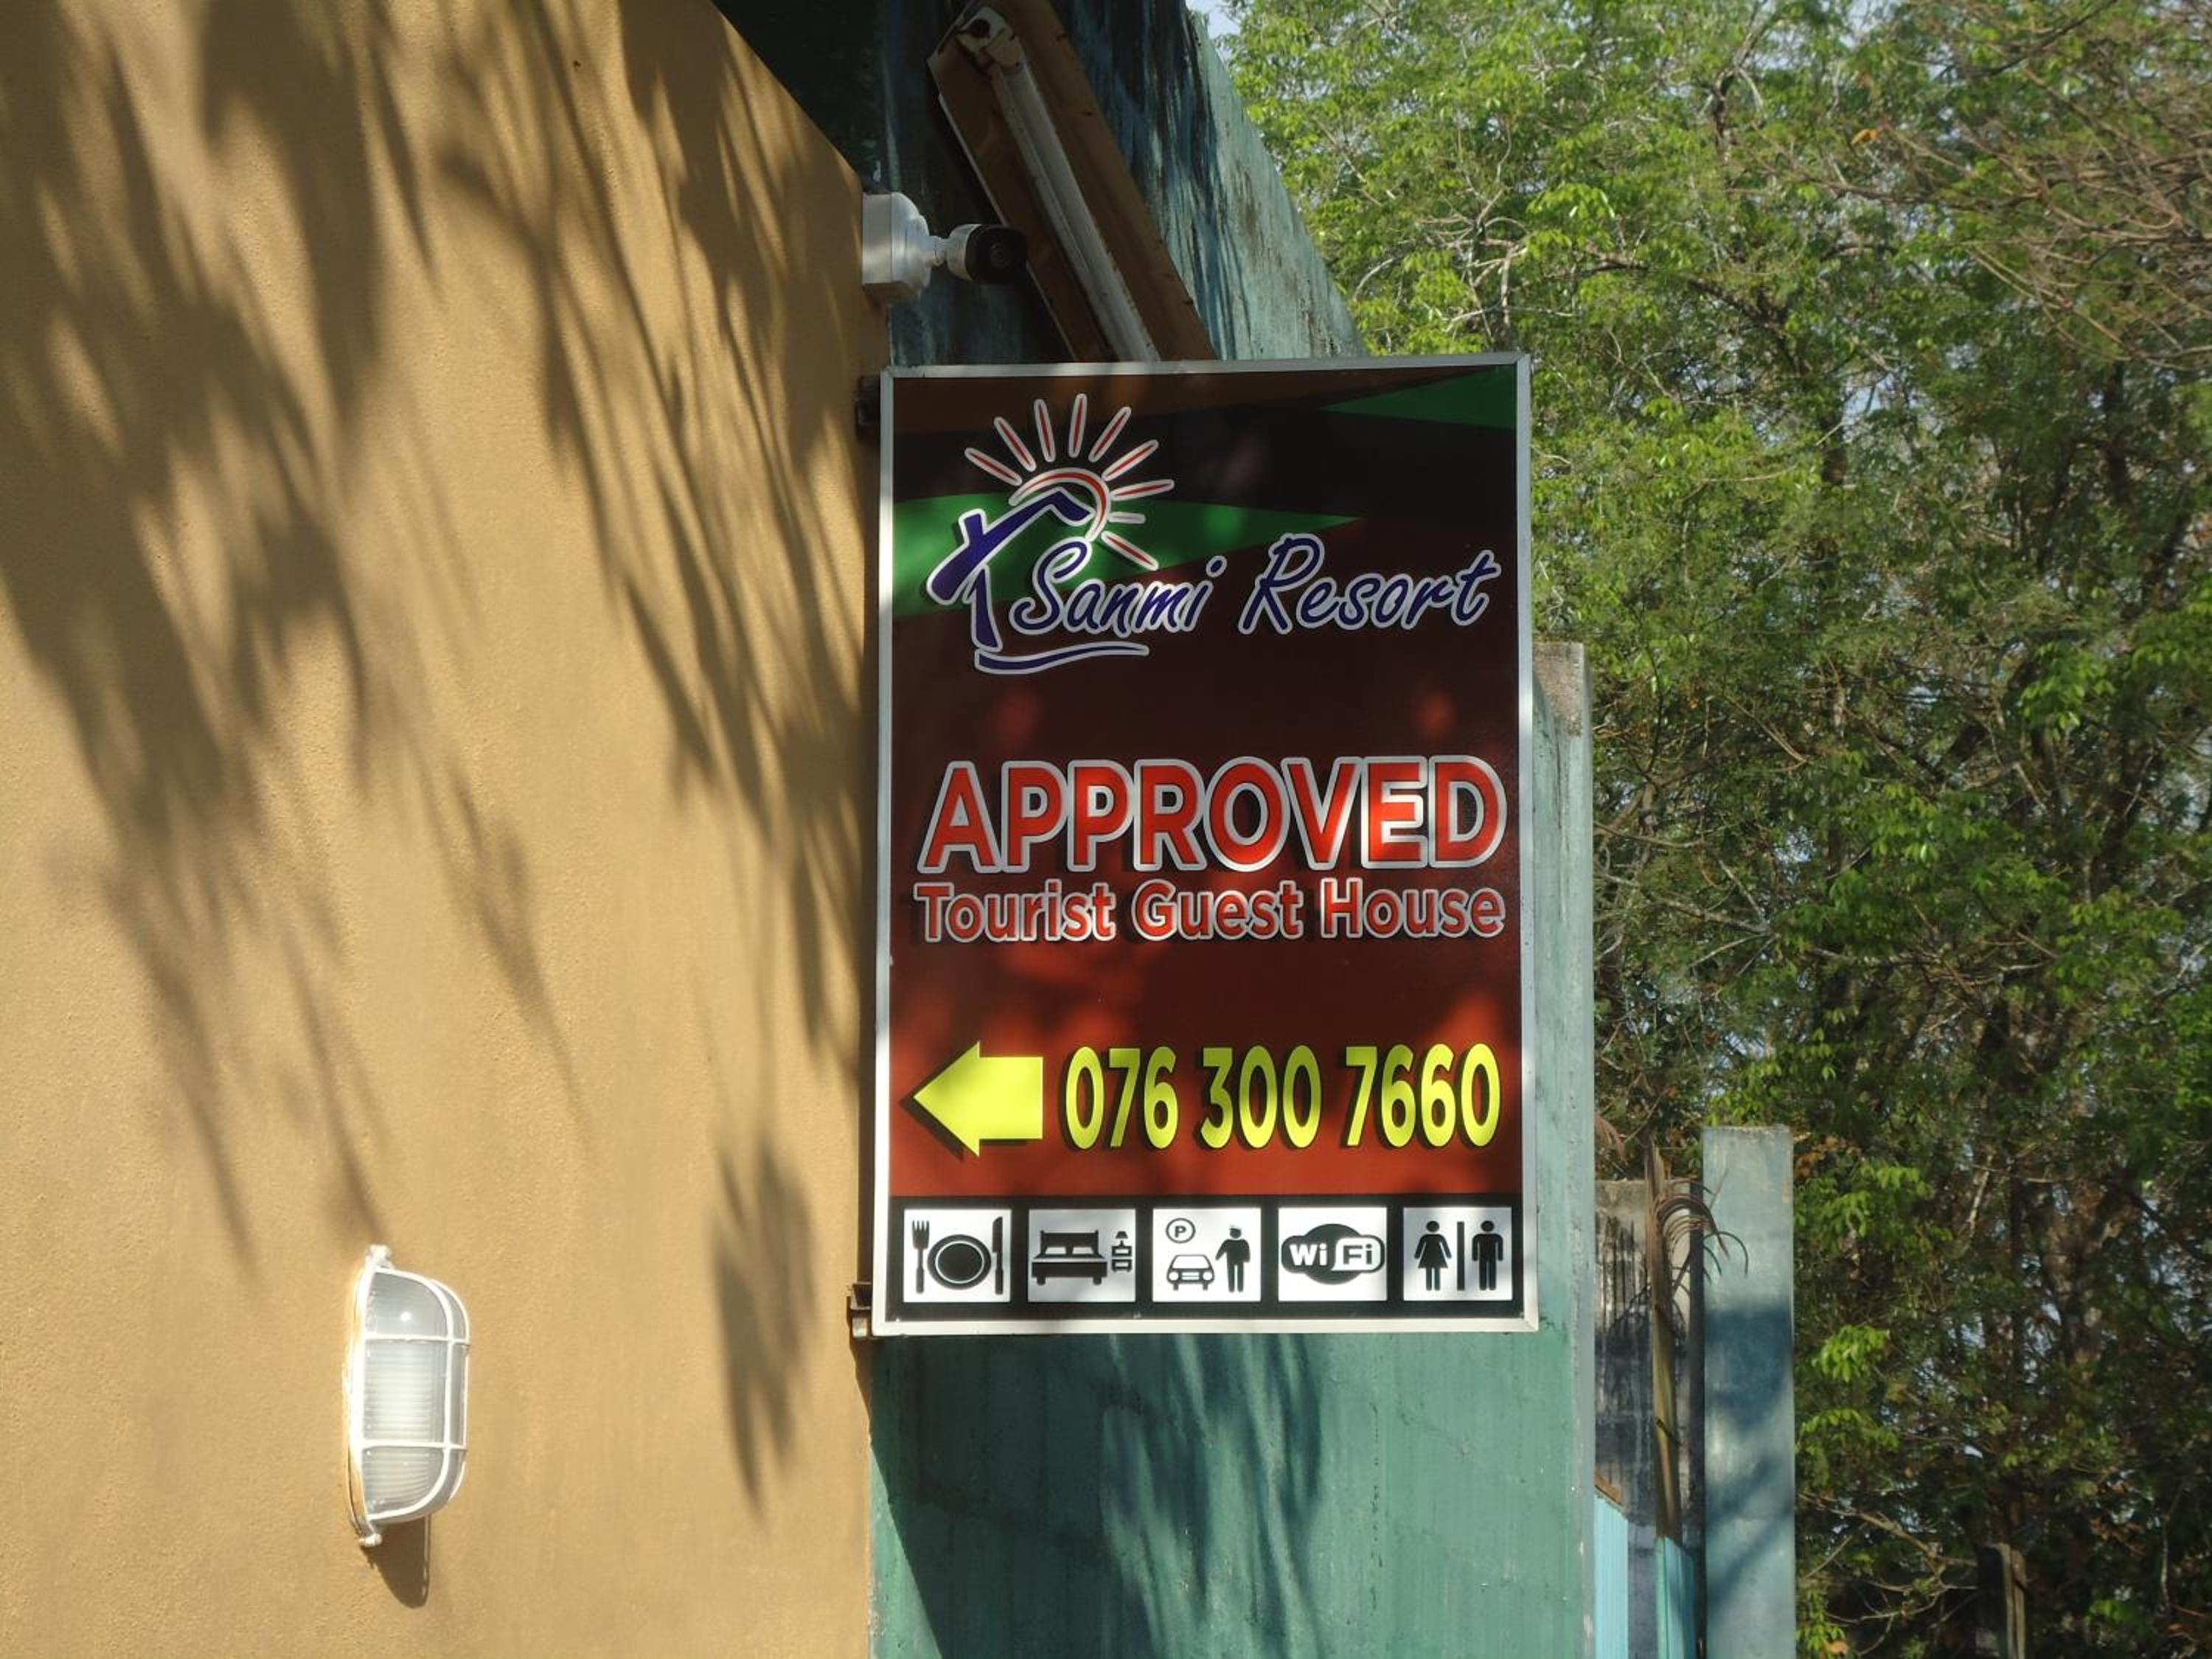 Sanmi Resort
APPROVED
Tourist Guest House
076 300 7660
P
WiFi